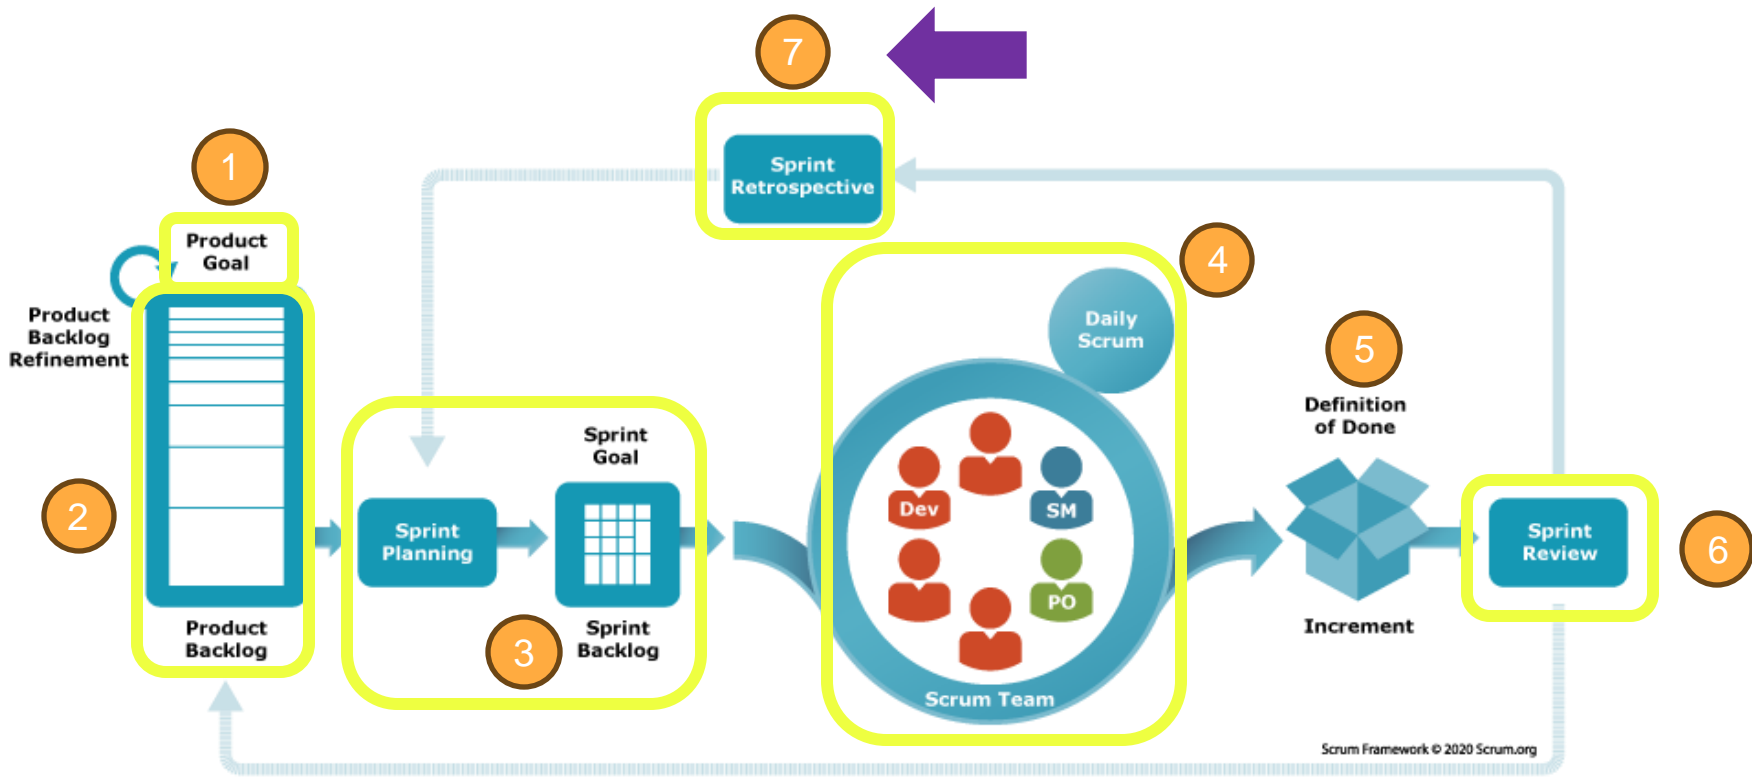 7
Sprint
Retrospective
1
Product
Goal
Product
Backlog
Refinement
2
Product
Backlog
Sprint
Planning
Sprint
Goal
3
Sprint
Backlog
4
Daily
Scrum
Dev
SM
PO
Scrum Team
5
Definition
of Done
Increment
Sprint
Review
6
Scrum Framework © 2020 Scrum.org